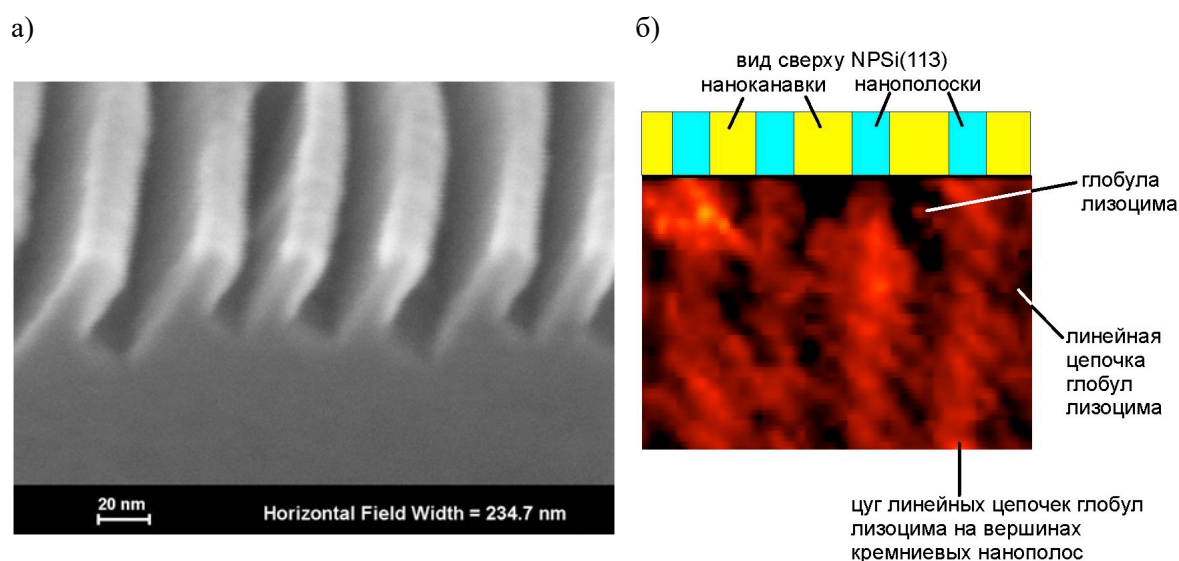 а)
20 nm
Horizontal Field Width = 234.7 nm
б)
вид сверху NPSi(113)
наноканавки нанополоски
глобула
лизоцима
линейная
цепочка
глобул
лизоцима
цуг линейных цепочек глобул
лизоцима на вершинах
кремниевых нанополос